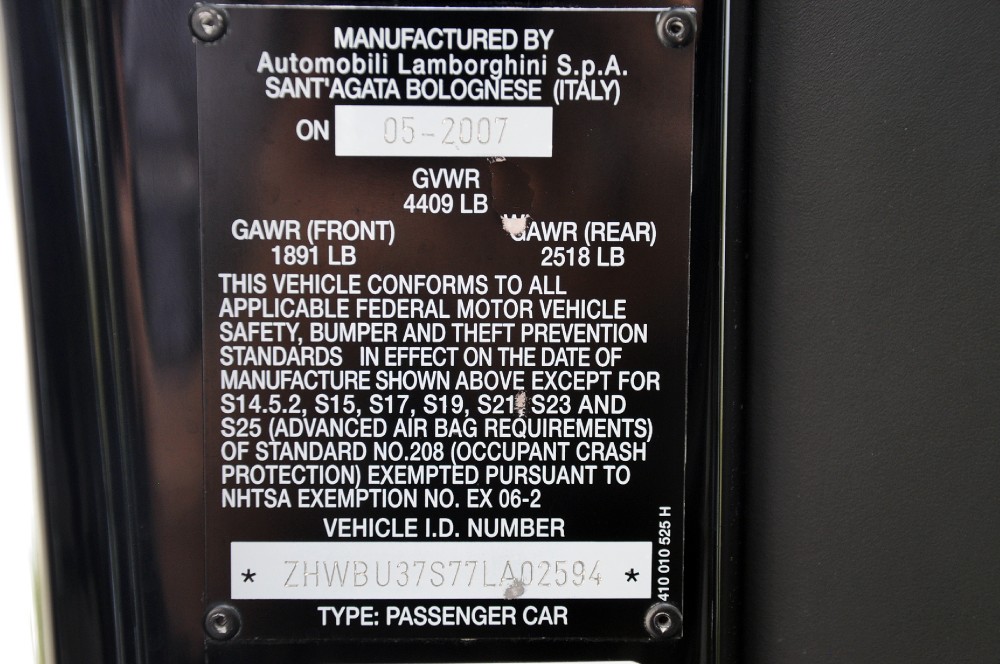 MANUFACTURED BY
Automobili Lamborghini S.p.A.
SANT'AGATA BOLOGNESE (ITALY)
ON 05-2007
GVWR
4409 LB
GAWR (FRONT) GAWR (REAR)
1891 LB 2518 LB
THIS VEHICLE CONFORMS TO ALL
APPLICABLE FEDERAL MOTOR VEHICLE
SAFETY, BUMPER AND THEFT PREVENTION
STANDARDS IN EFFECT ON THE DATE OF
MANUFACTURE SHOWN ABOVE EXCEPT FOR
S14.5.2, S15, S17, S19, S21, S23 AND
S25 (ADVANCED AIR BAG REQUIREMENTS)
OF STANDARD NO.208 (OCCUPANT CRASH
PROTECTION) EXEMPTED PURSUANT TO
NHTSA EXEMPTION NO. EX 06-2
VEHICLE I.D. NUMBER
* ZHWBU37S77LA02594 *
TYPE: PASSENGER CAR
410 010 525 H